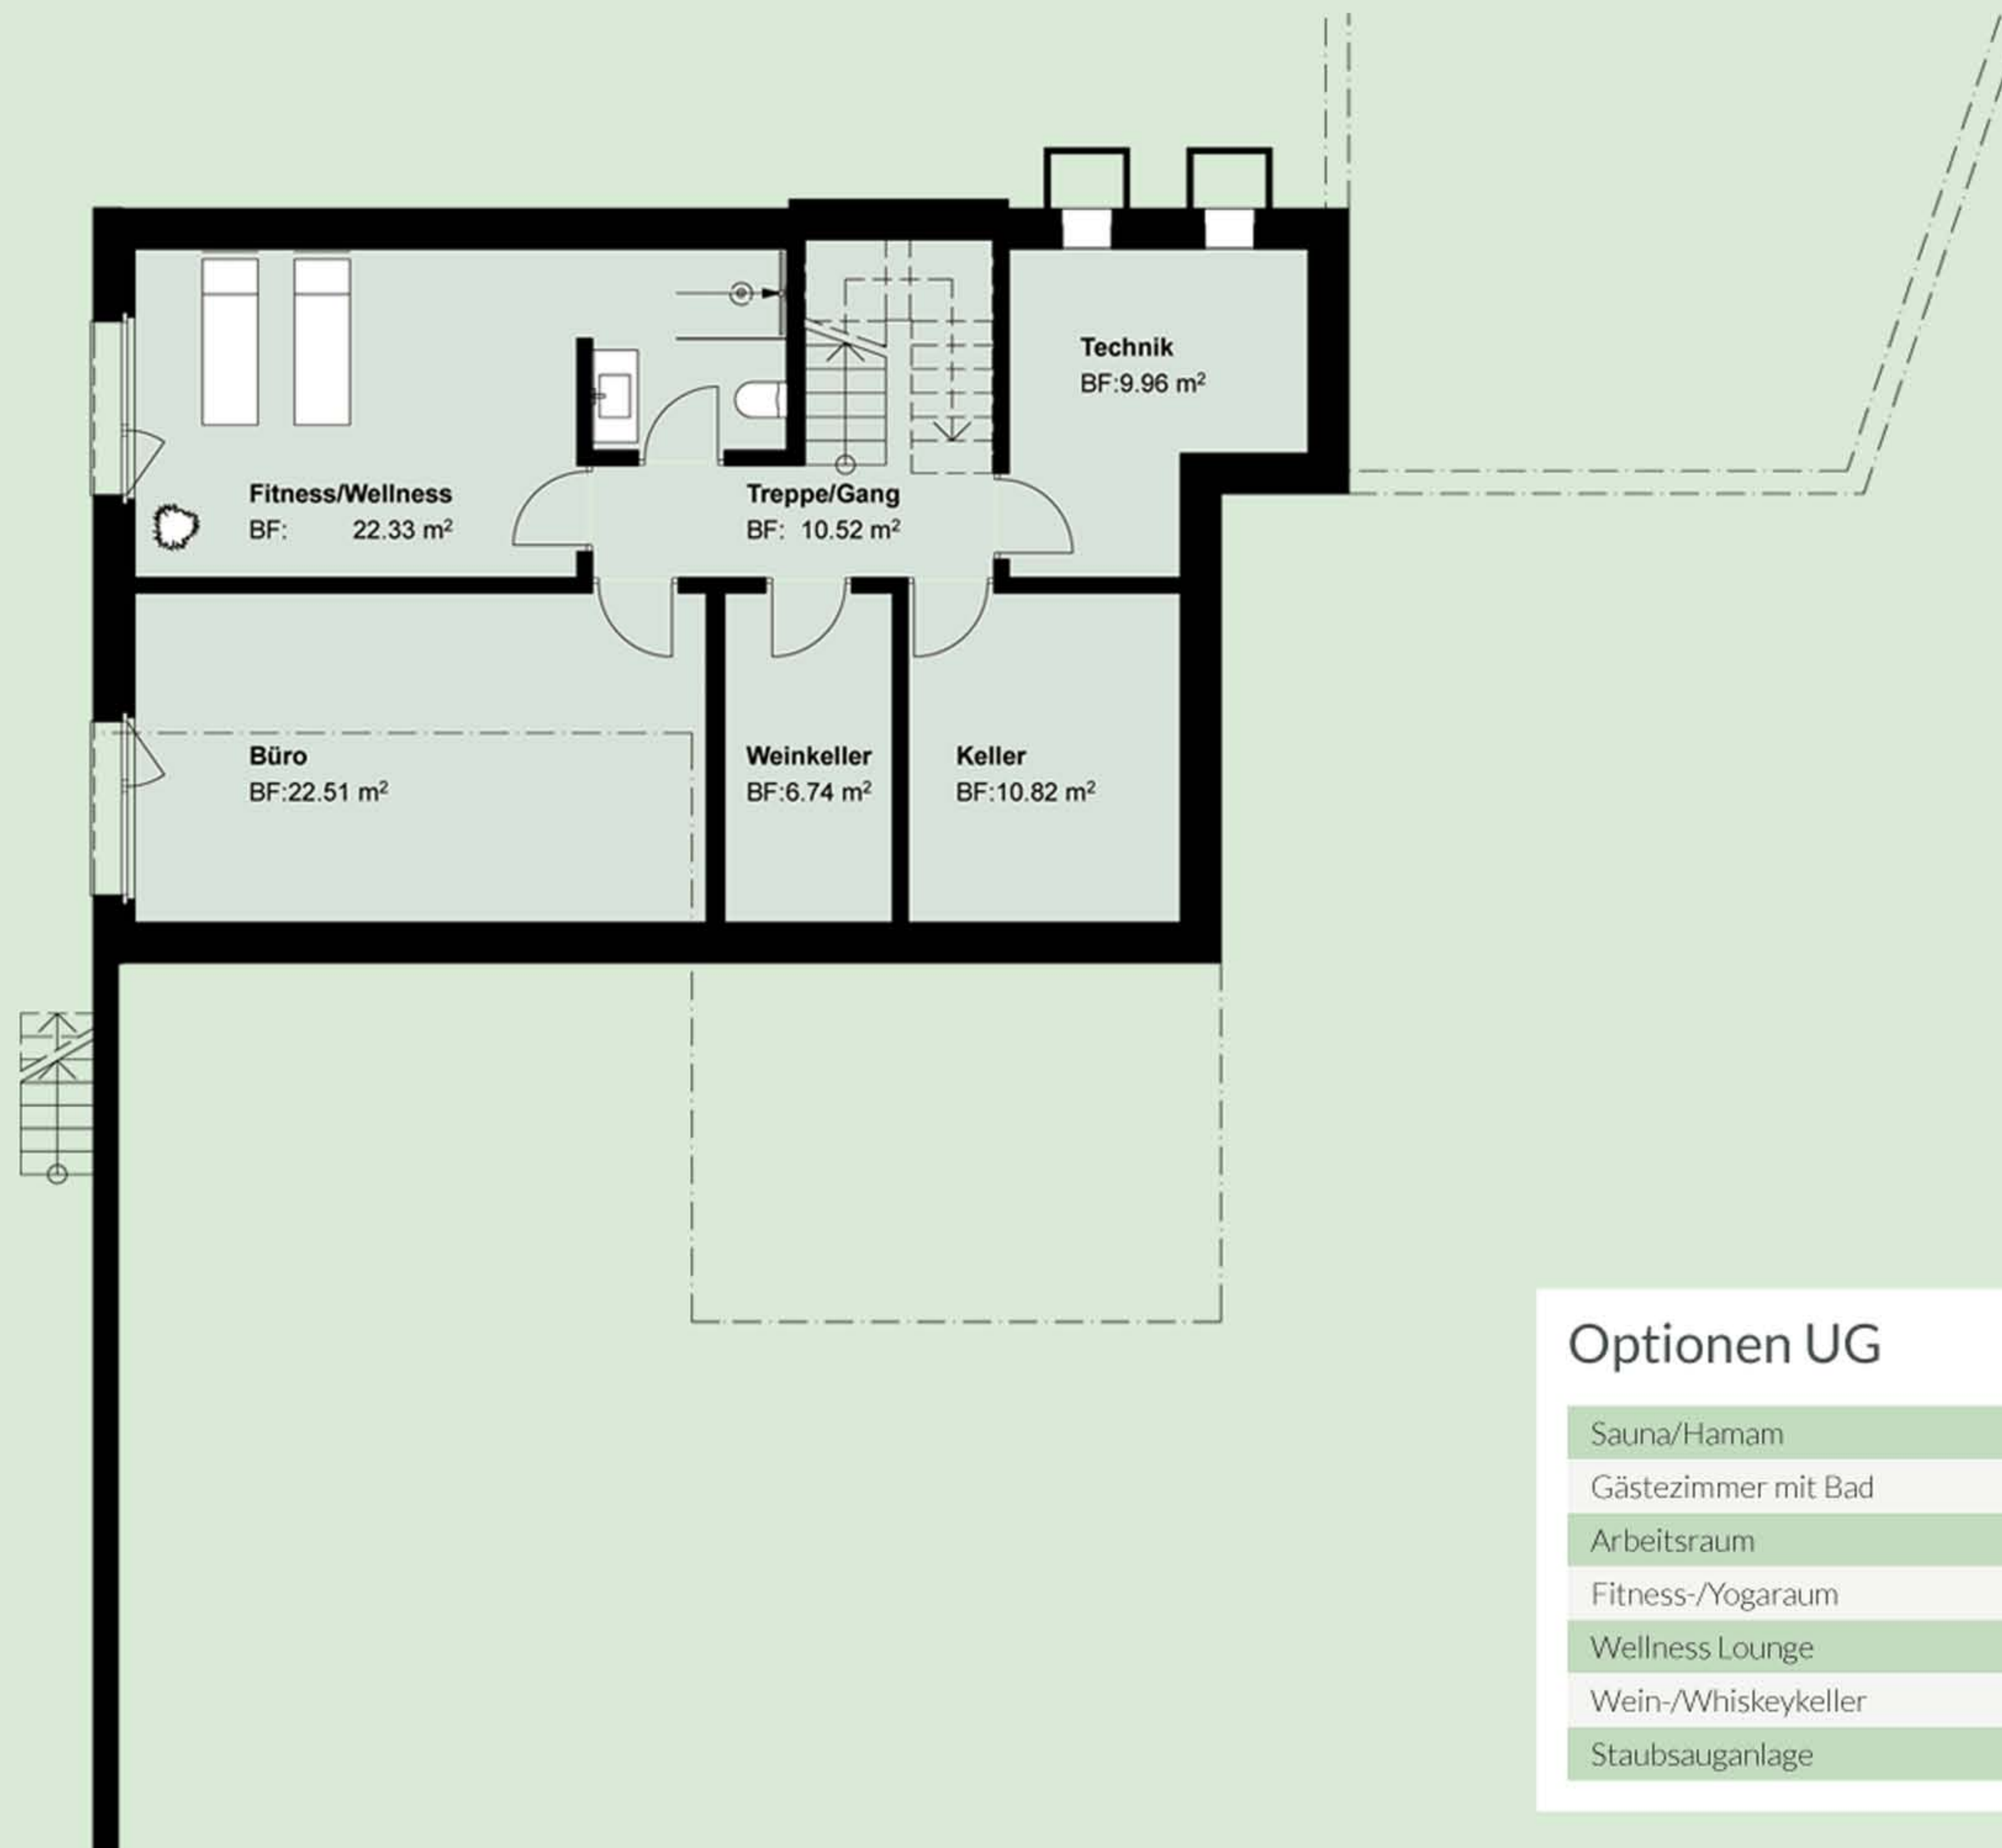 Technik
BF:9.96 m²
Fitness/Wellness
BF: 22.33 m²
Treppe/Gang
BF: 10.52 m²
Büro
BF:22.51 m²
Weinkeller
BF:6.74 m²
Keller
BF:10.82 m²
Optionen UG
Sauna/Hamam
Gästezimmer mit Bad
Arbeitsraum
Fitness-/Yogaraum
Wellness Lounge
Wein-/Whiskeykeller
Staubsauganlage